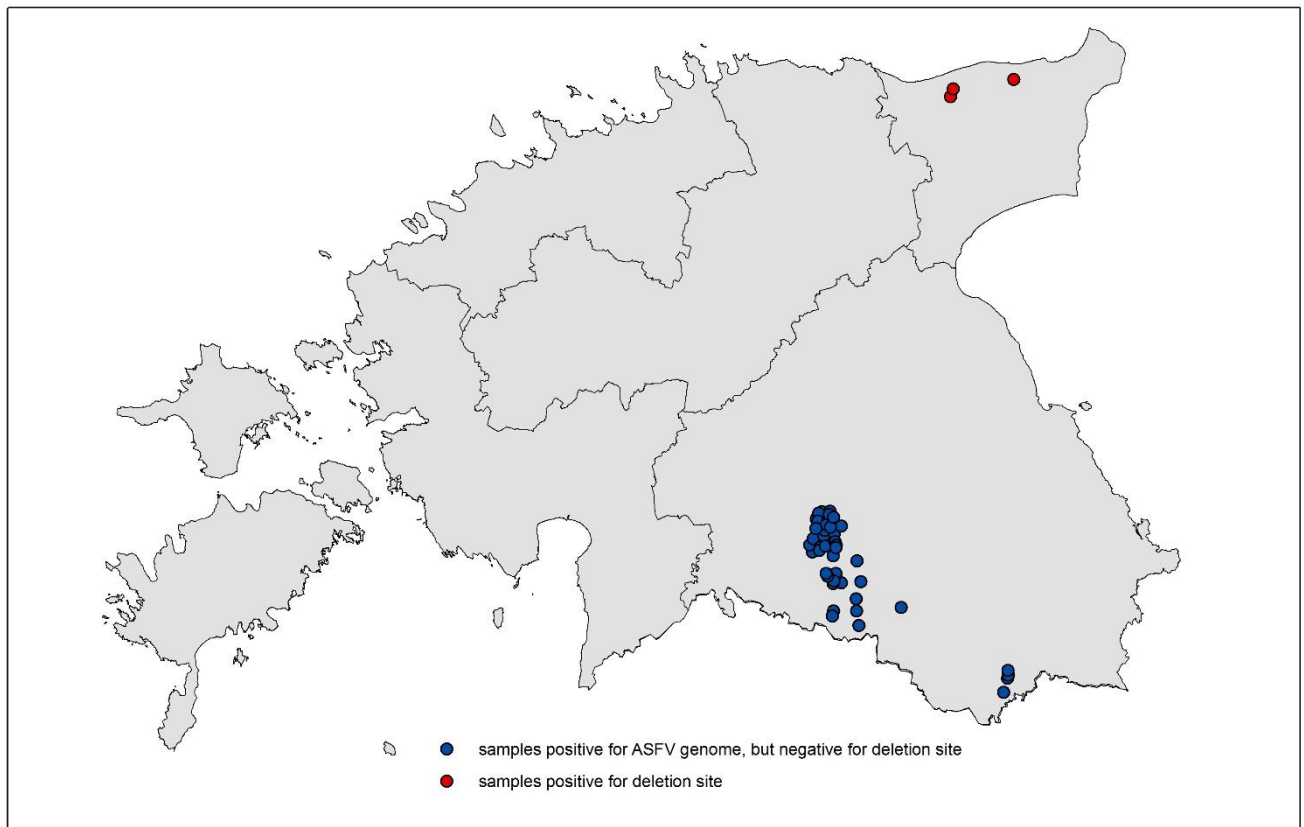 samples positive for ASFV genome, but negative for deletion site
samples positive for deletion site